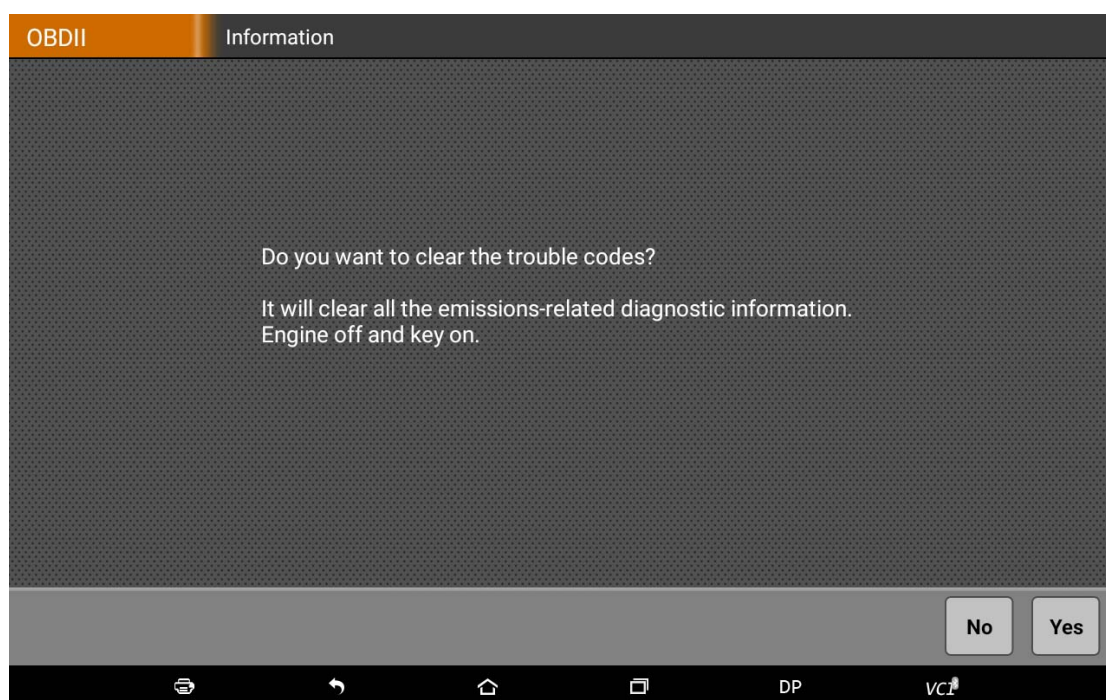 OBDII
Information
Do you want to clear the trouble codes?
It will clear all the emissions-related diagnostic information.
Engine off and key on.
No
Yes
DP
VCI